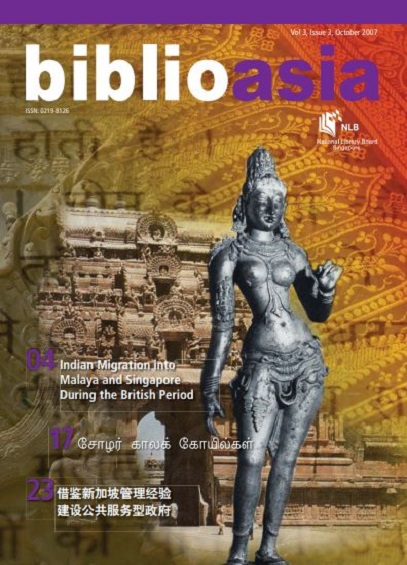 Vol 3, Issue 3, October 2007
biblioasia
ISSN: 0219-8126
NLB
National Library Board
Singapore
04 Indian Migration Into
Malaya and Singapore
During the British Period
17 சோழர் காலக் கோயில்கள்
23 借鉴新加坡管理经验
建设公共服务型政府